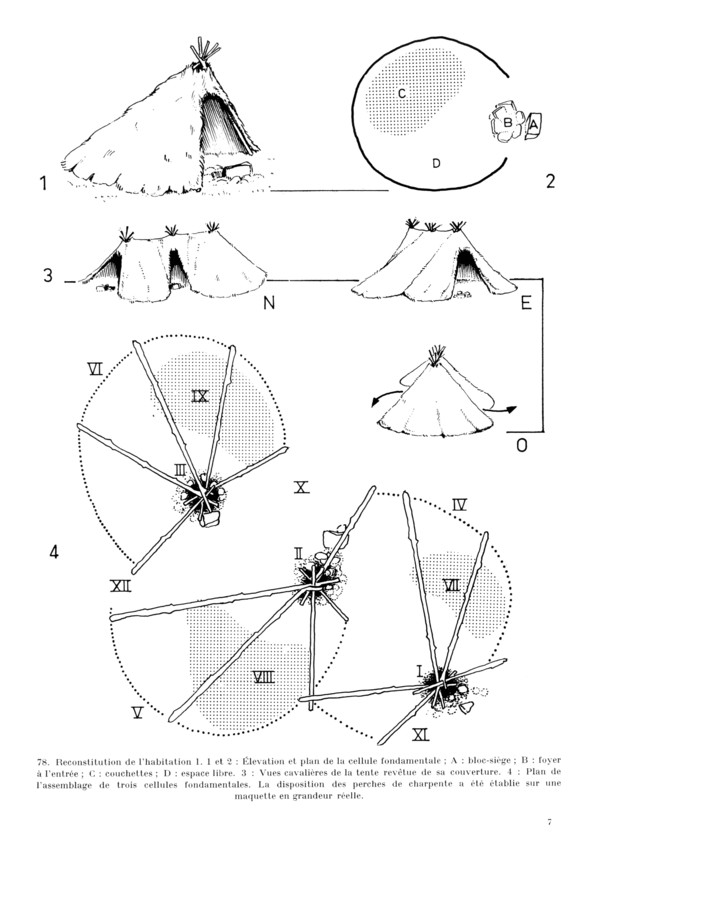 1
C
B
A
D
2
3
N
E
VI
IX
O
III
X
IV
4
II
VII
XII
I
VIII
V
XI
78. Reconstitution de l'habitation 1. 1 et 2 : Élevation et plan de la cellule fondamentale ; A : bloc-siège ; B : foyer
à l'entrée ; C : couchettes ; D : espace libre. 3 : Vues cavalières de la tente revêtue de sa couverture. 4 : Plan de
l'assemblage de trois cellules fondamentales. La disposition des perches de charpente a été établie sur une
maquette en grandeur réelle.
7